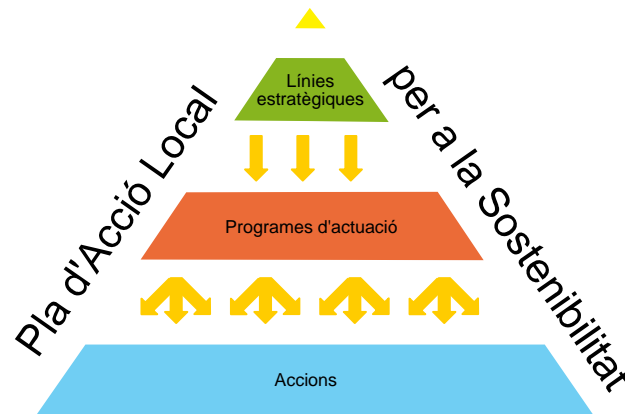 Pla d'Acció Local
per a la Sostenibilitat
Línies
estratègiques
Programes d'actuació
Accions